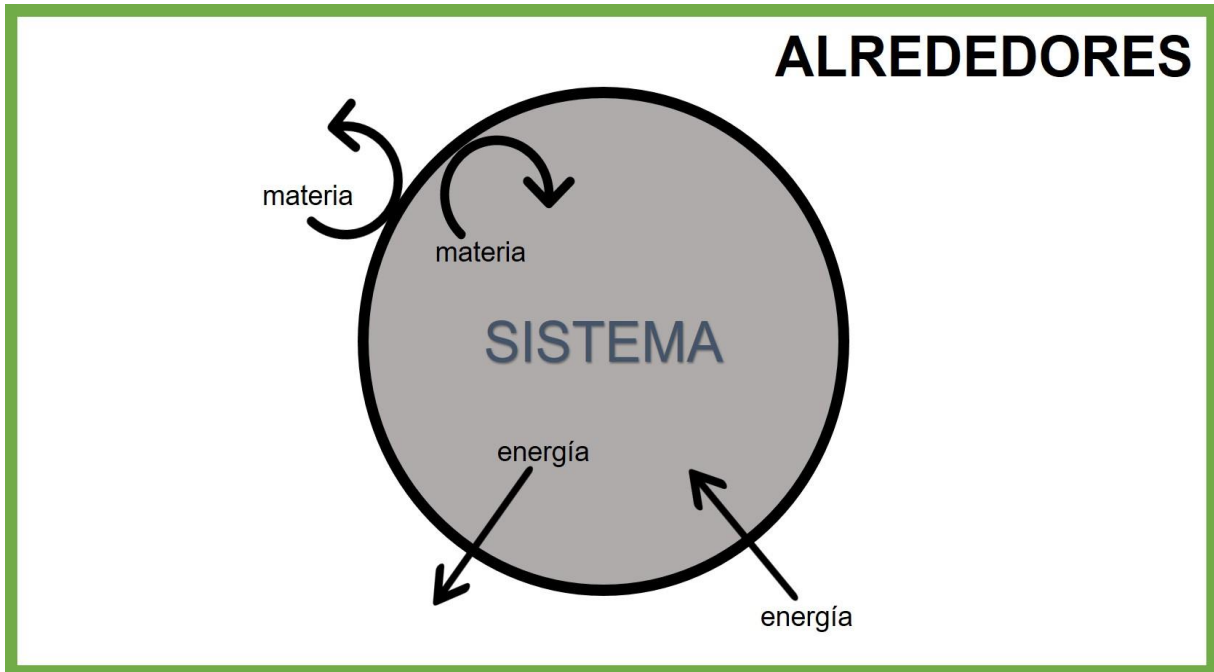 ALREDEDORES
materia
materia
SISTEMA
energía
energía